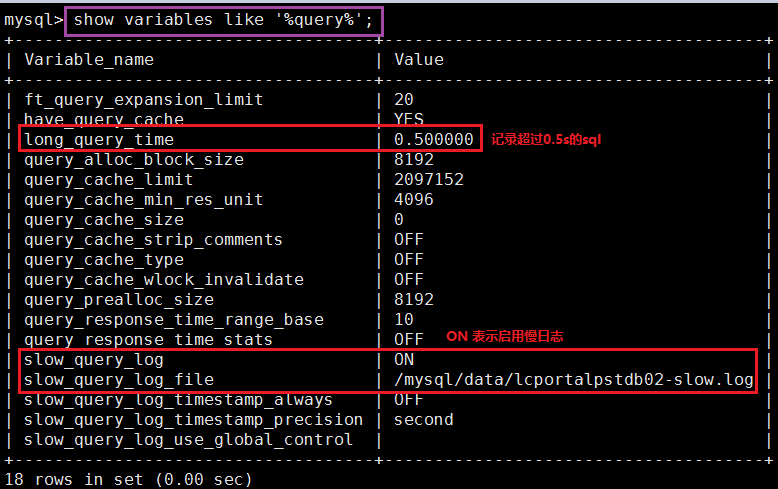 mysql> show variables like '%query%';
+-------------------------------------+-------------------------------------+
| Variable_name | Value |
+-------------------------------------+-------------------------------------+
| ft_query_expansion_limit | 20 |
| have_query_cache | YES |
| long_query_time | 0.500000 | 记录超过0.5s的sql
| query_alloc_block_size | 8192 |
| query_cache_limit | 2097152 |
| query_cache_min_res_unit | 4096 |
| query_cache_size | 0 |
| query_cache_strip_comments | OFF |
| query_cache_type | OFF |
| query_cache_wlock_invalidate | OFF |
| query_prealloc_size | 8192 |
| query_response_time_range_base | 10 |
| query_response_time_stats | OFF | ON 表示启用慢日志
| slow_query_log | ON |
| slow_query_log_file | /mysql/data/lcportalpstdb02-slow.log |
| slow_query_log_timestamp_always | OFF |
| slow_query_log_timestamp_precision | second |
| slow_query_log_use_global_control | |
+-------------------------------------+-------------------------------------+
18 rows in set (0.00 sec)